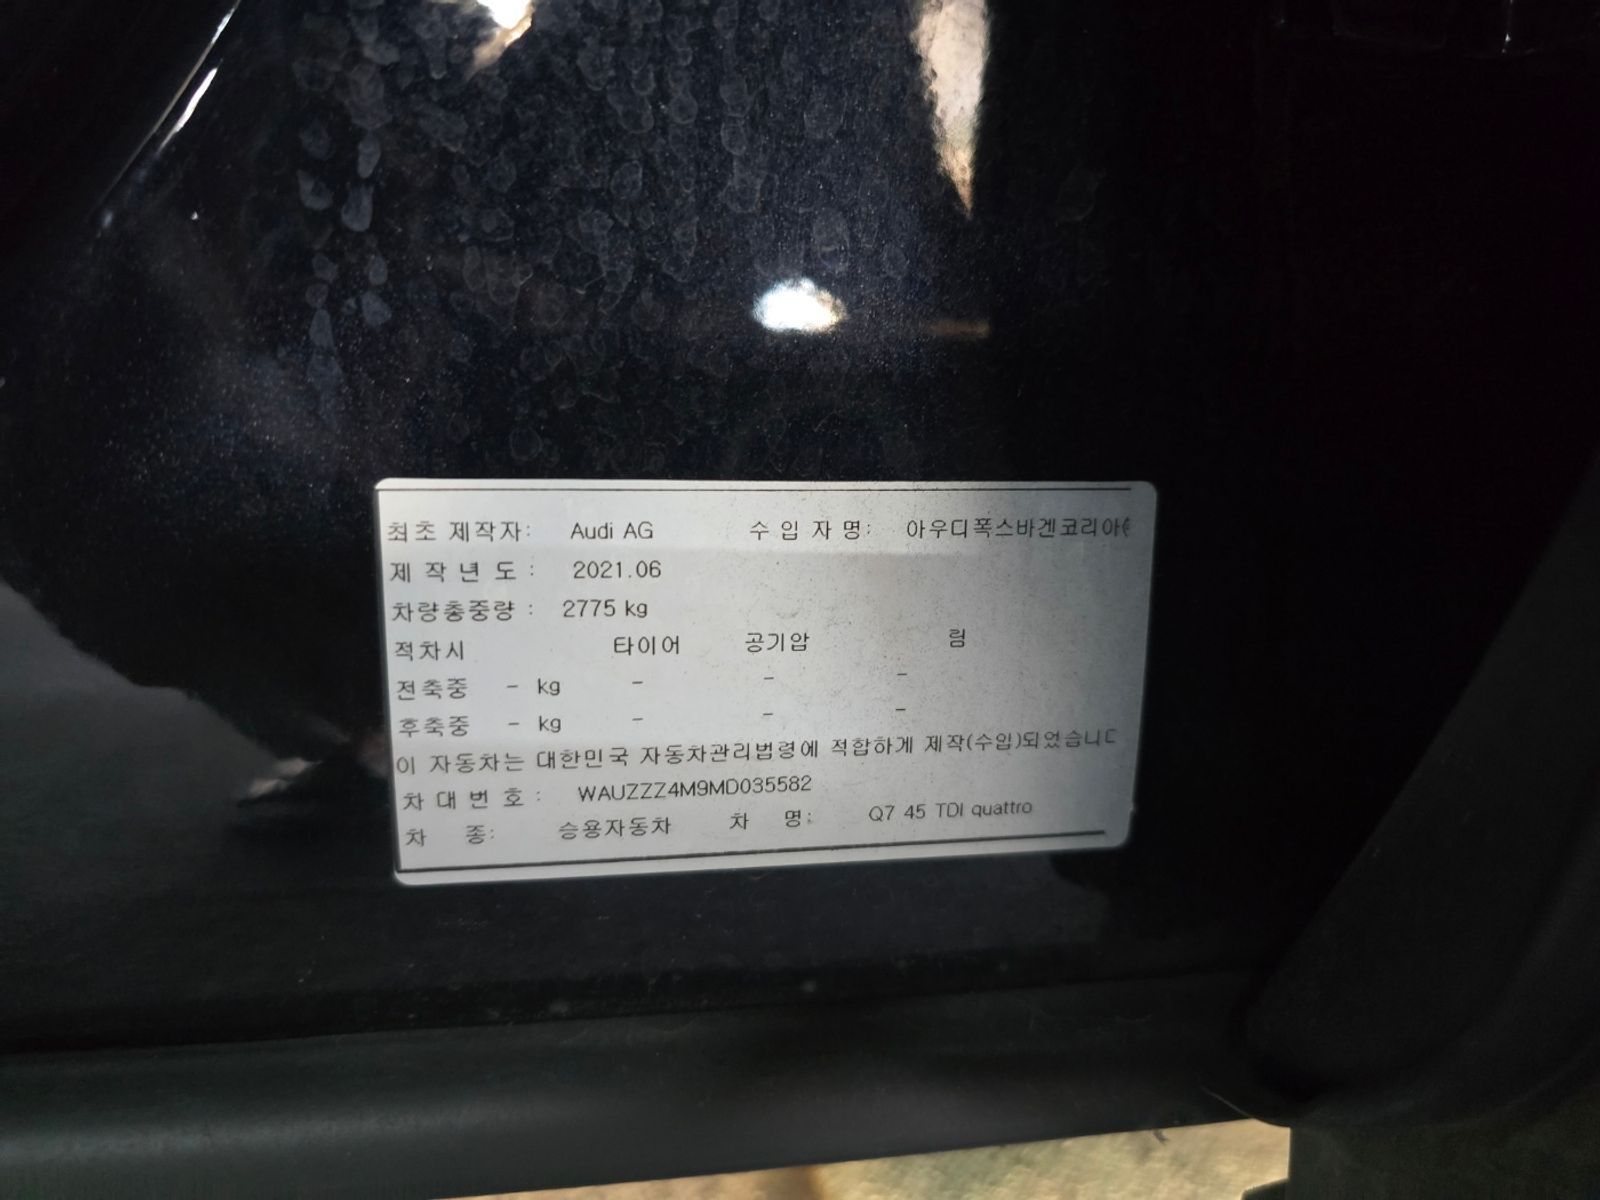 최초 제작자: Audi AG 수 입 자 명: 아우디폭스바겐코리아
제 작 년 도 : 2021.06
차량총중량 : 2775 kg
적차시 타이어 공기압 림
전축중 - kg - - -
후축중 - kg - - -
이 자동차는 대한민국 자동차관리법령에 적합하게 제작(수입)되었습니ㄷ
차 대 번 호 : WAUZZZ4M9MD035582
차 종: 승용자동차 차 명: Q7 45 TDI quattro